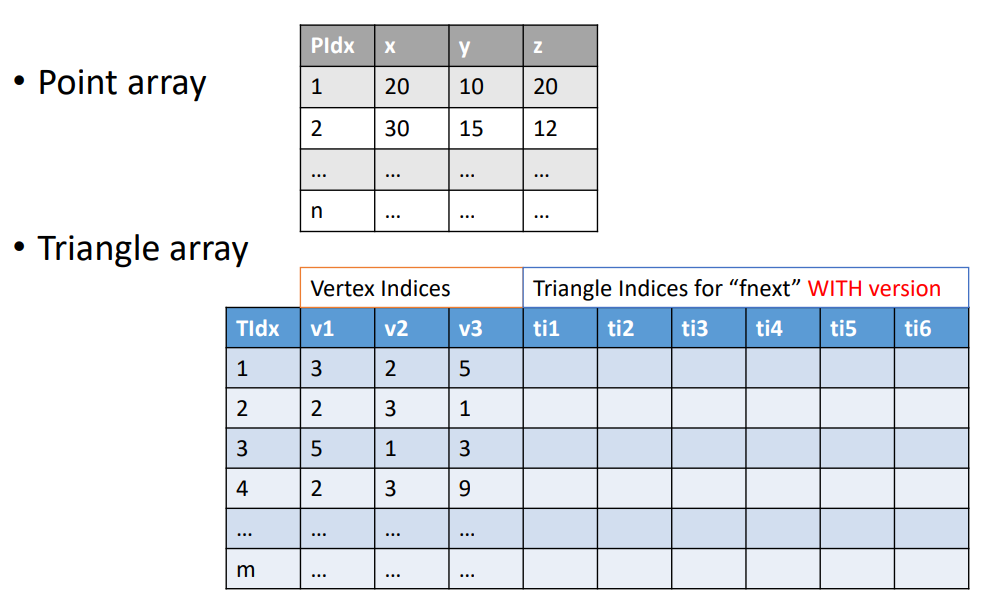 • Point array
PIdx x y z
1 20 10 20
2 30 15 12
... ... ... ...
n ... ... ...
• Triangle array
Vertex Indices Triangle Indices for “fnext” WITH version
TIdx v1 v2 v3 ti1 ti2 ti3 ti4 ti5 ti6
1 3 2 5
2 2 3 1
3 5 1 3
4 2 3 9
... ... ... ...
m ... ... ...